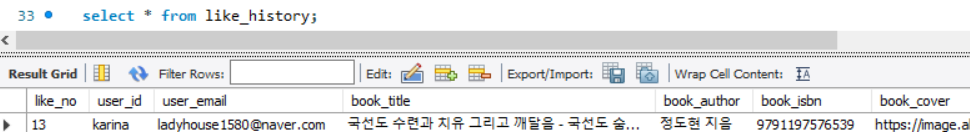 33 select * from like_history;
Result Grid Filter Rows: Edit: Export/Import: Wrap Cell Content:
like_no user_id user_email book_title book_author book_isbn book_cover
13 karina ladyhouse1580@naver.com 국선도 수련과 치유 그리고 깨달음 - 국선도 술... 정도현 지음 9791197576539 https://image.al